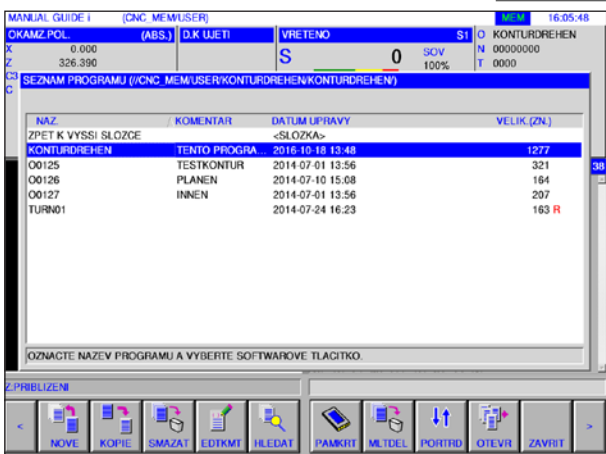 MANUAL GUIDE i (CNC_MEM/USER) MEM 16:05:48
OKAMZ.POL. (ABS.) D.K UJETI VRETENO S1 O KONTURDREHEN
X 0.000 S 0 SOV 100% N 00000000
Z 326.390 T 0000
C3
C
SEZNAM PROGRAMU (//CNC_MEM/USER/KONTURDREHEN/KONTURDREHEN/)
NAZ. / KOMENTAR DATUM UPRAVY VELIK.(ZN.)
ZPET K VYSSI SLOZCE <SLOZKA>
KONTURDREHEN TENTO PROGRA... 2016-10-18 13:48 1277
O0125 TESTKONTUR 2014-07-01 13:56 321
O0126 PLANEN 2014-07-10 15:08 164
O0127 INNEN 2014-07-01 13:56 207
TURN01 2014-07-24 16:23 163 R
38
OZNACTE NAZEV PROGRAMU A VYBERTE SOFTWAROVE TLACITKO.
Z.PRIBLIZENI
< NOVE KOPIE SMAZAT EDTKMT HLEDAT PAMKRT MLTDEL PORTRD OTEVR ZAVRIT >